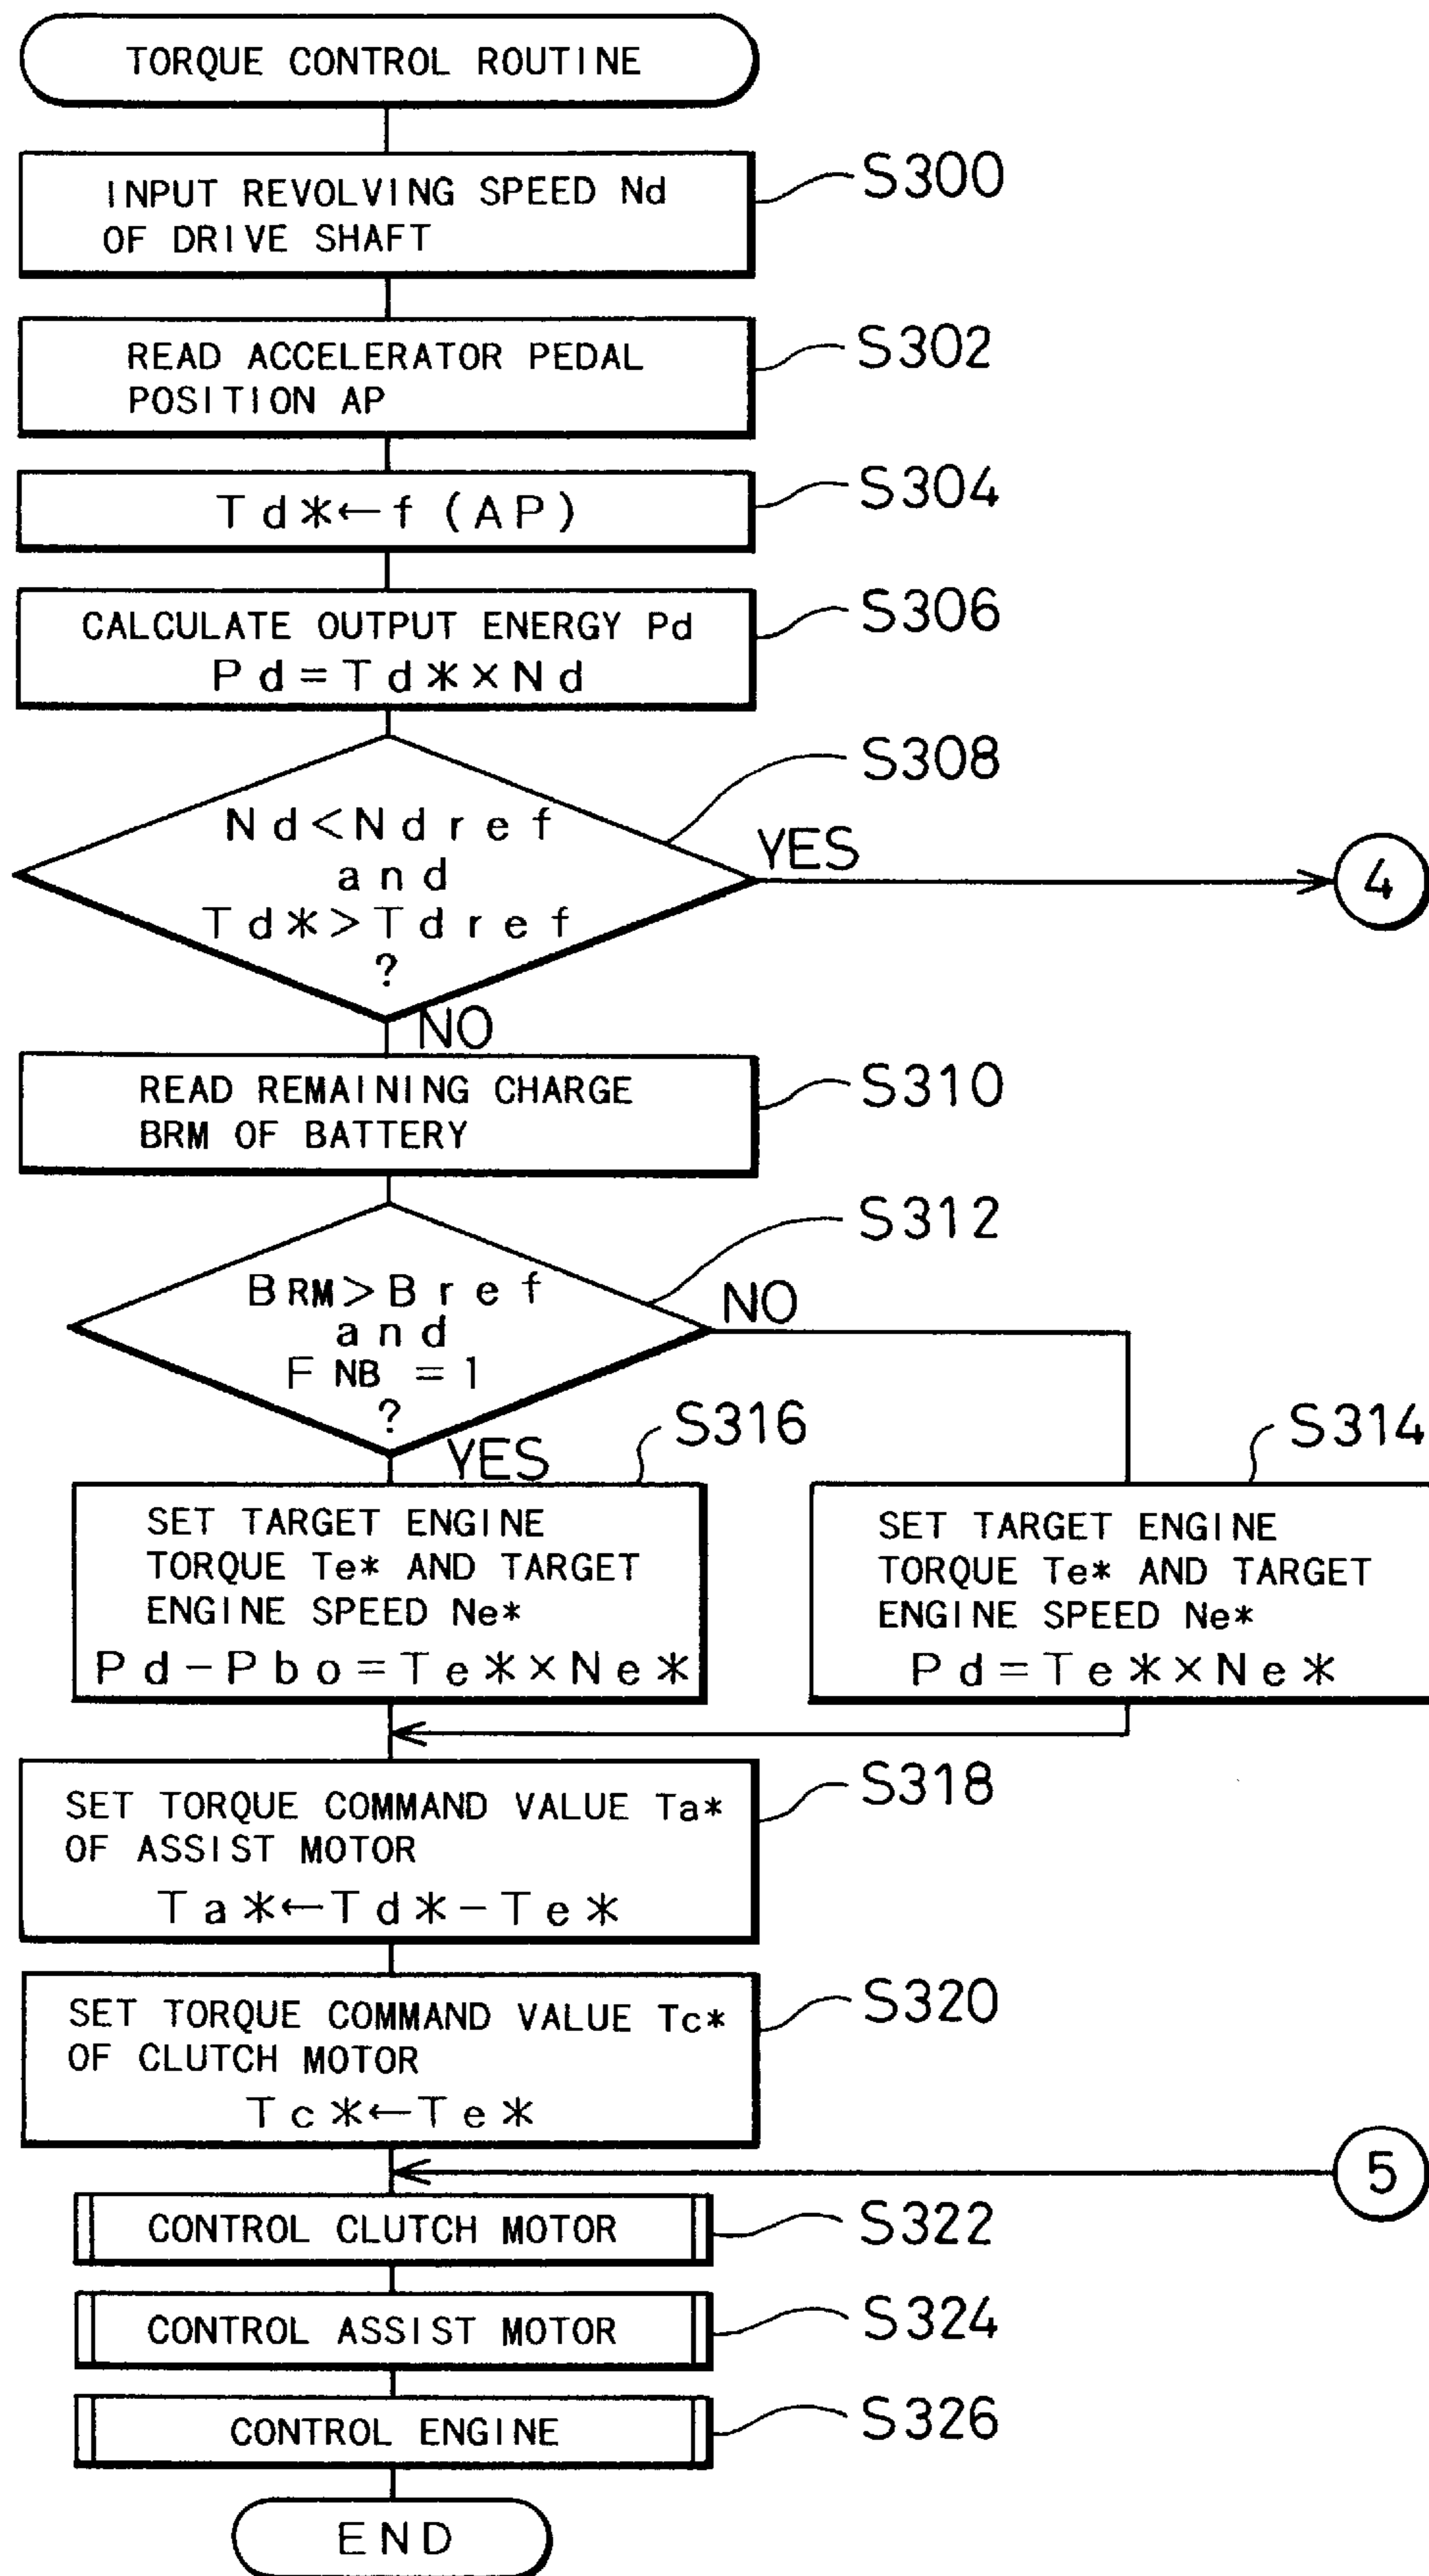 TORQUE CONTROL ROUTINE
INPUT REVOLVING SPEED Nd
OF DRIVE SHAFT
S300
READ ACCELERATOR PEDAL
POSITION AP
S302
Td*←f(AP)
S304
CALCULATE OUTPUT ENERGY Pd
Pd=Td*×Nd
S306
Nd<Ndref
and
Td*>Tdref
?
S308
YES
4
NO
READ REMAINING CHARGE
BRM OF BATTERY
S310
BRM>Bref
and
FNB =1
?
S312
NO
YES
S316
SET TARGET ENGINE
TORQUE Te* AND TARGET
ENGINE SPEED Ne*
Pd-Pbo=Te*×Ne*
S314
SET TARGET ENGINE
TORQUE Te* AND TARGET
ENGINE SPEED Ne*
Pd=Te*×Ne*
SET TORQUE COMMAND VALUE Ta*
OF ASSIST MOTOR
Ta*←Td*-Te*
S318
SET TORQUE COMMAND VALUE Tc*
OF CLUTCH MOTOR
Tc*←Te*
S320
5
CONTROL CLUTCH MOTOR
S322
CONTROL ASSIST MOTOR
S324
CONTROL ENGINE
S326
END